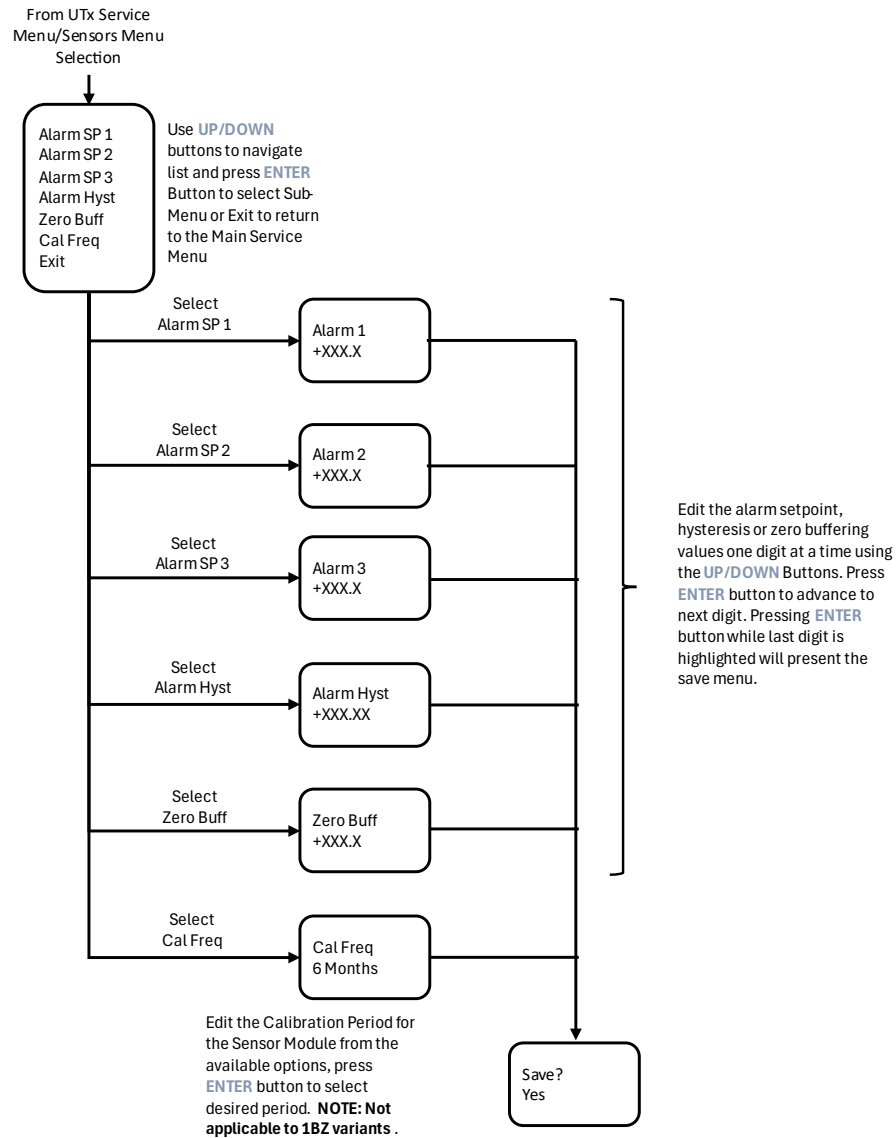 From UTx Service
Menu/Sensors Menu
Selection
Alarm SP 1
Alarm SP 2
Alarm SP 3
Alarm Hyst
Zero Buff
Cal Freq
Exit
Use UP/DOWN
buttons to navigate
list and press ENTER
Button to select Sub-
Menu or Exit to return
to the Main Service
Menu
Select
Alarm SP 1
Alarm 1
+XXX.X
Select
Alarm SP 2
Alarm 2
+XXX.X
Select
Alarm SP 3
Alarm 3
+XXX.X
Select
Alarm Hyst
Alarm Hyst
+XXX.XX
Select
Zero Buff
Zero Buff
+XXX.X
Edit the alarm setpoint,
hysteresis or zero buffering
values one digit at a time using
the UP/DOWN Buttons. Press
ENTER button to advance to
next digit. Pressing ENTER
button while last digit is
highlighted will present the
save menu.
Select
Cal Freq
Cal Freq
6 Months
Edit the Calibration Period for
the Sensor Module from the
available options, press
ENTER button to select
desired period. NOTE: Not
applicable to 1BZ variants .
Save?
Yes